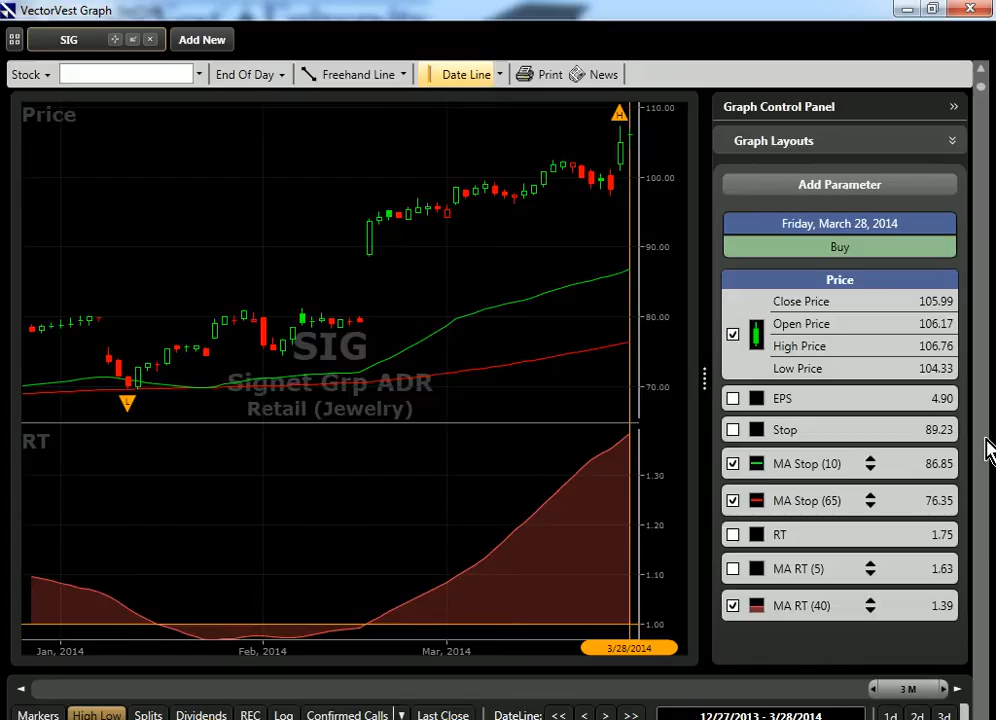 VectorVest Graph
SIG
Add New
Stock
End Of Day
Freehand Line
Date Line
Print
News
Price
110.00
100.00
90.00
80.00
70.00
SIG
Signet Grp ADR
Retail (Jewelry)
RT
1.30
1.20
1.10
1.00
Jan, 2014
Feb, 2014
Mar, 2014
3/28/2014
Graph Control Panel
Graph Layouts
Add Parameter
Friday, March 28, 2014
Buy
Price
Close Price 105.99
Open Price 106.17
High Price 106.76
Low Price 104.33
EPS 4.90
Stop 89.23
MA Stop (10) 86.85
MA Stop (65) 76.35
RT 1.75
MA RT (5) 1.63
MA RT (40) 1.39
3 M
Markers High Low Splits Dividends REC Log Confirmed Calls Last Close DateLine: << < > >> 12/27/2013 - 3/28/2014 1d 2d 3d